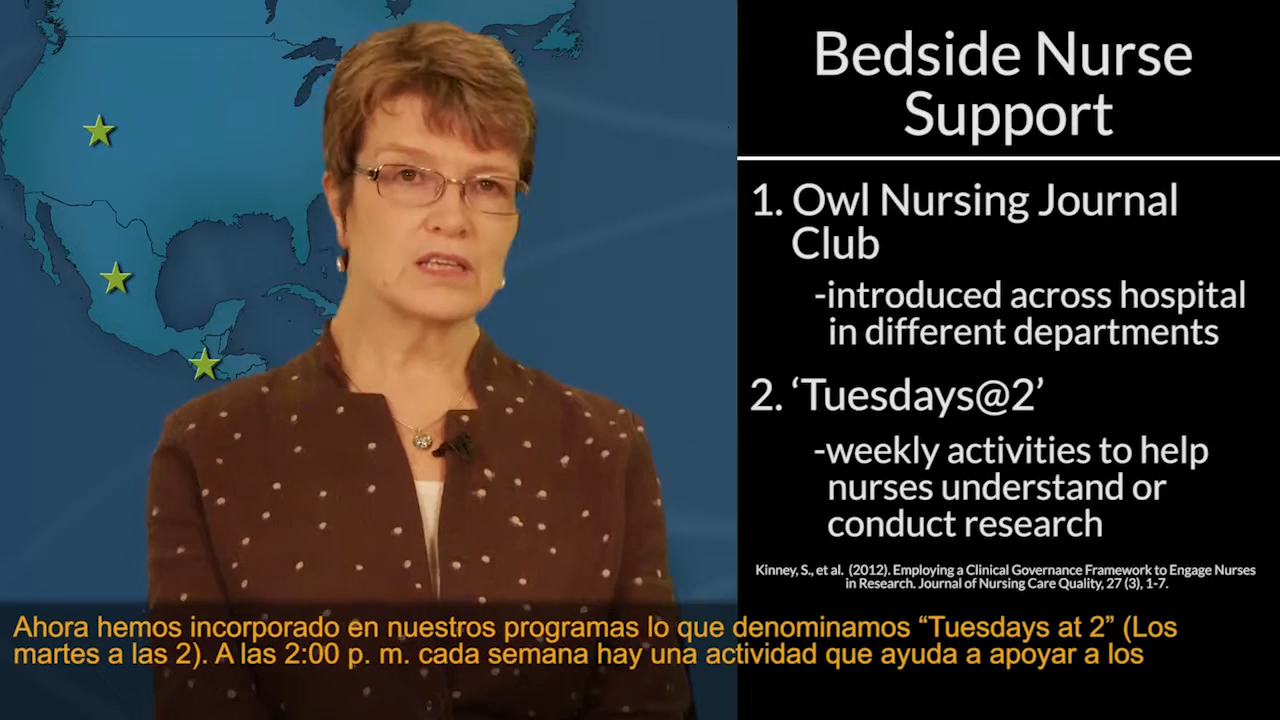 Bedside Nurse
Support
1. Owl Nursing Journal
Club
-introduced across hospital
in different departments
2. ‘Tuesdays@2’
-weekly activities to help
nurses understand or
conduct research
Kinney, S., et al. (2012). Employing a Clinical Governance Framework to Engage Nurses
in Research. Journal of Nursing Care Quality, 27 (3), 1-7.
Ahora hemos incorporado en nuestros programas lo que denominamos “Tuesdays at 2” (Los
martes a las 2). A las 2:00 p. m. cada semana hay una actividad que ayuda a apoyar a los